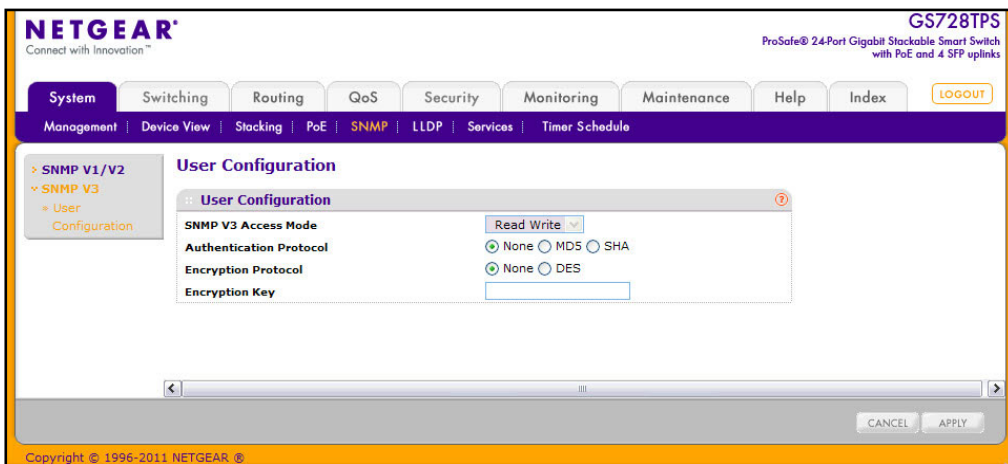 NETGEAR®
Connect with Innovation™
GS728TPS
ProSafe® 24-Port Gigabit Stackable Smart Switch
with PoE and 4 SFP uplinks
System Switching Routing QoS Security Monitoring Maintenance Help Index LOGOUT
Management Device View Stacking PoE SNMP LLDP Services Timer Schedule
SNMP V1/V2
SNMP V3
User
Configuration
User Configuration
User Configuration
SNMP V3 Access Mode Read Write
Authentication Protocol None MD5 SHA
Encryption Protocol None DES
Encryption Key
CANCEL APPLY
Copyright © 1996-2011 NETGEAR ®